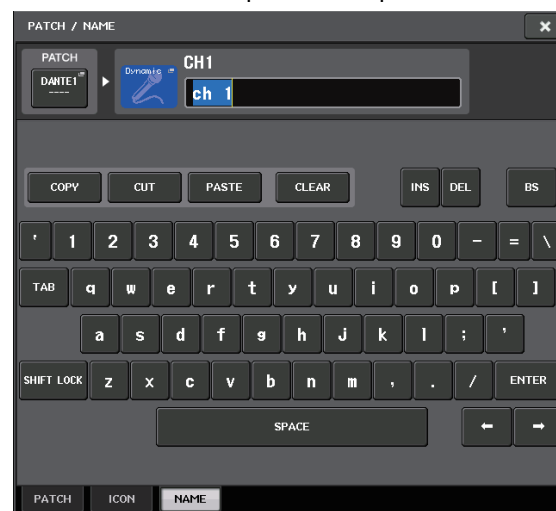 PATCH / NAME ×
PATCH
DANTE1
----
Dynamic
CH1
ch 1
COPY CUT PASTE CLEAR INS DEL BS
' 1 2 3 4 5 6 7 8 9 0 - = \
TAB q w e r t y u i o p [ ]
a s d f g h j k l ; '
SHIFT LOCK z x c v b n m , . / ENTER
SPACE ← →
PATCH ICON NAME